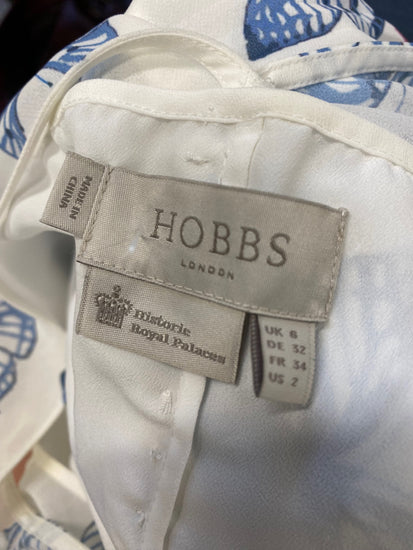 MADE IN
CHINA
HOBBS
LONDON
Historic
Royal Palaces
UK 6
DE 32
FR 34
US 2